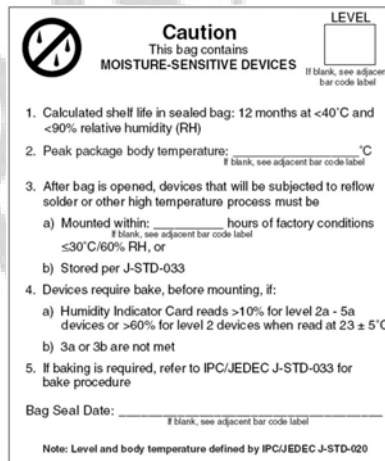 LEVEL
Caution
This bag contains
MOISTURE-SENSITIVE DEVICES
If blank, see adjacent
bar code label
1. Calculated shelf life in sealed bag: 12 months at <40˚C and
<90% relative humidity (RH)
2. Peak package body temperature: ____________________˚C
If blank, see adjacent bar code label
3. After bag is opened, devices that will be subjected to reflow
solder or other high temperature process must be
a) Mounted within: ___________ hours of factory conditions
If blank, see adjacent bar code label
≤30˚C/60% RH, or
b) Stored per J-STD-033
4. Devices require bake, before mounting, if:
a) Humidity Indicator Card reads >10% for level 2a - 5a
devices or >60% for level 2 devices when read at 23 ± 5˚C
b) 3a or 3b are not met
5. If baking is required, refer to IPC/JEDEC J-STD-033 for
bake procedure
Bag Seal Date: ______________________________________
If blank, see adjacent bar code label
Note: Level and body temperature defined by IPC/JEDEC J-STD-020